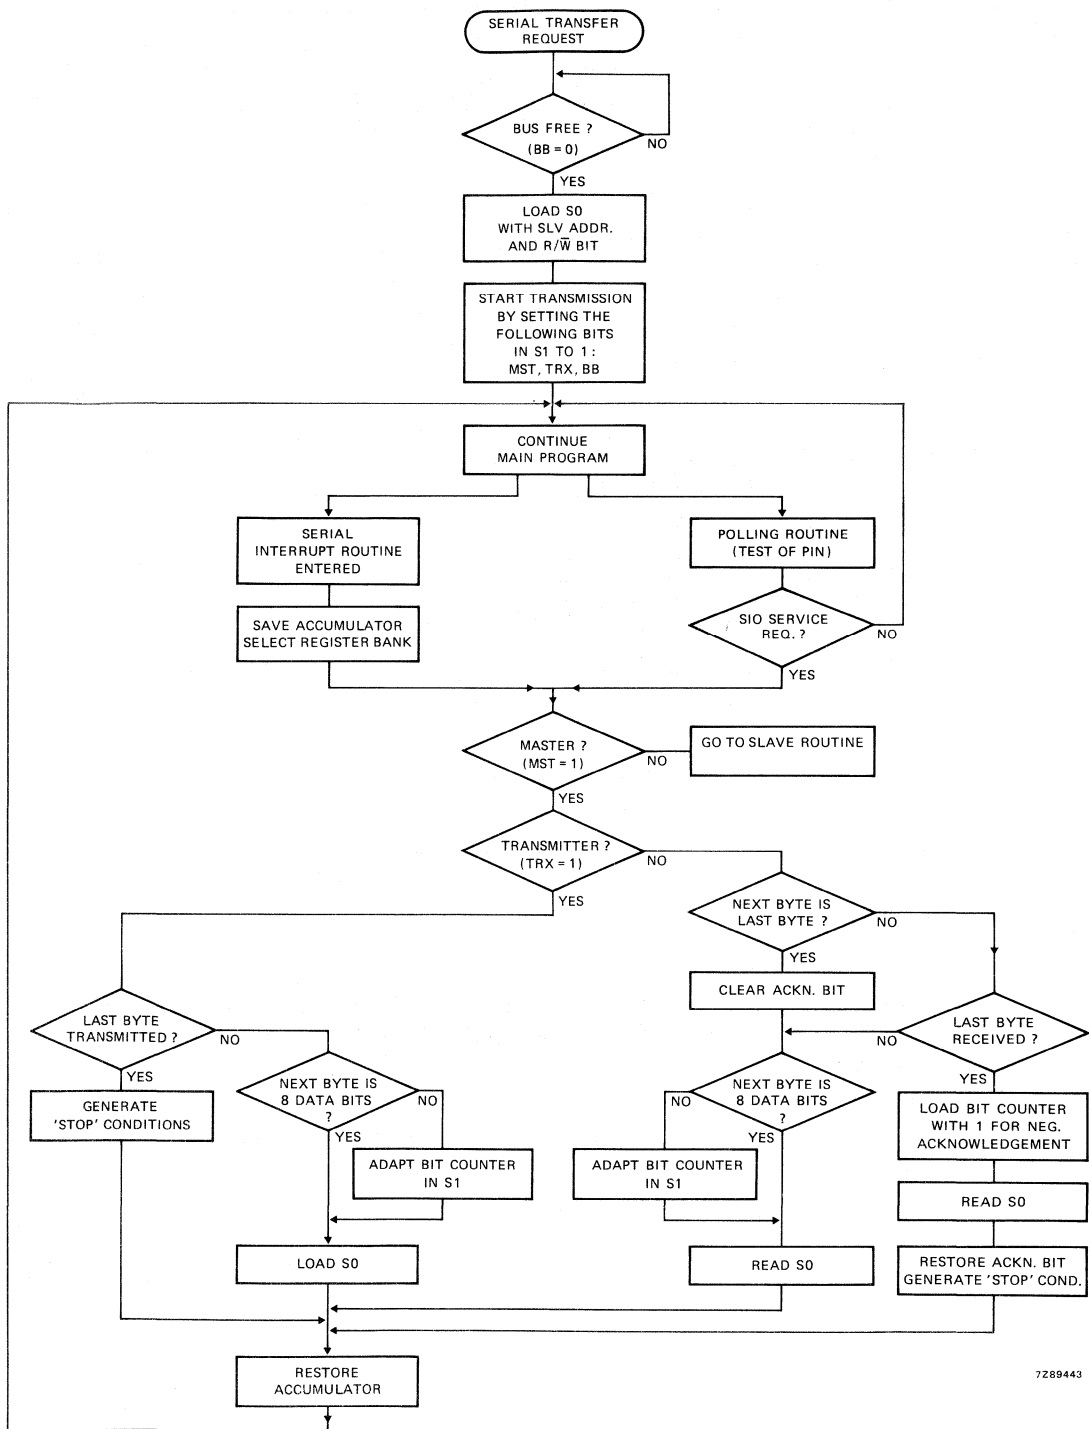 SERIAL TRANSFER
REQUEST
BUS FREE ?
(BB = 0)
NO
YES
LOAD S0
WITH SLV ADDR.
AND R/W̅ BIT
START TRANSMISSION
BY SETTING THE
FOLLOWING BITS
IN S1 TO 1 :
MST, TRX, BB
CONTINUE
MAIN PROGRAM
SERIAL
INTERRUPT ROUTINE
ENTERED
POLLING ROUTINE
(TEST OF PIN)
SAVE ACCUMULATOR
SELECT REGISTER BANK
SIO SERVICE
REQ. ?
NO
YES
MASTER ?
(MST = 1)
NO
YES
GO TO SLAVE ROUTINE
TRANSMITTER ?
(TRX = 1)
NO
YES
NEXT BYTE IS
LAST BYTE ?
NO
YES
CLEAR ACKN. BIT
LAST BYTE
TRANSMITTED ?
NO
YES
LAST BYTE
RECEIVED ?
NO
YES
GENERATE
'STOP' CONDITIONS
NEXT BYTE IS
8 DATA BITS
?
NO
YES
NEXT BYTE IS
8 DATA BITS
?
NO
YES
LOAD BIT COUNTER
WITH 1 FOR NEG.
ACKNOWLEDGEMENT
ADAPT BIT COUNTER
IN S1
ADAPT BIT COUNTER
IN S1
READ S0
LOAD S0
READ S0
RESTORE ACKN. BIT
GENERATE 'STOP' COND.
RESTORE
ACCUMULATOR
7Z89443